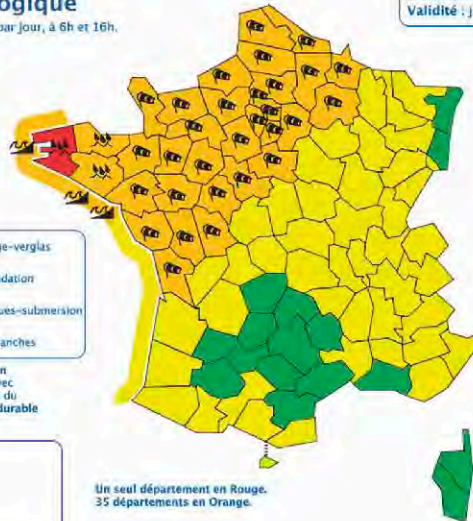 ogique
par jour, à 6h et 16h.
Validité : j
ge-verglas
ndation
ues-submersion
anches
n
vec
du
durable
Un seul département en Rouge.
35 départements en Orange.